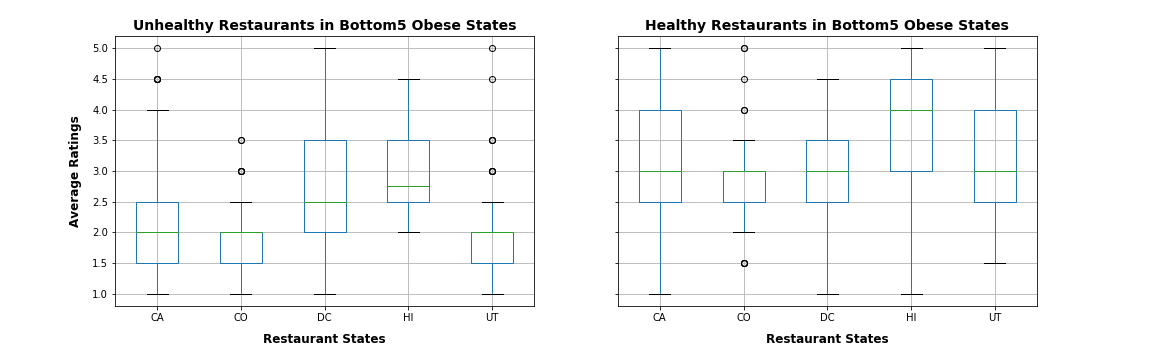 Unhealthy Restaurants in Bottom5 Obese States
5.0
4.5
4.0
3.5
3.0
2.5
2.0
1.5
1.0
Average Ratings
CA CO DC HI UT
Restaurant States
Healthy Restaurants in Bottom5 Obese States
CA CO DC HI UT
Restaurant States